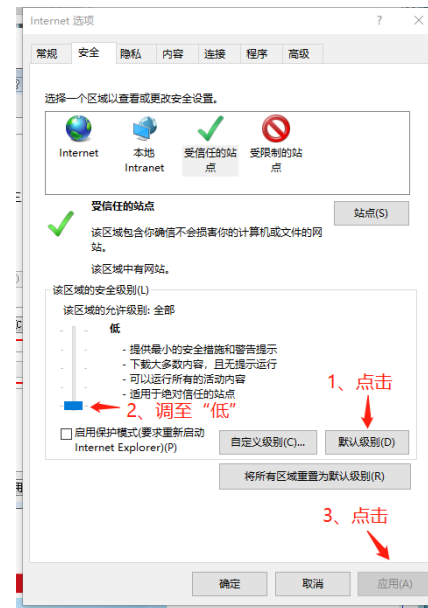 Internet 选项
常规 安全 隐私 内容 连接 程序 高级
选择一个区域以查看或更改安全设置。
Internet
本地
Intranet
受信任的站
点
受限制的站
点
受信任的站点
站点(S)
该区域包含你确信不会损害你的计算机或文件的网
站。
该区域中有网站。
该区域的安全级别(L)
该区域的允许级别: 全部
低
- 提供最小的安全措施和警告提示
- 下载大多数内容，且无提示运行
- 可以运行所有的活动内容
- 适用于绝对信任的站点
1、点击
2、调至“低”
启用保护模式(要求重新启动
Internet Explorer)(P)
自定义级别(C)...
默认级别(D)
将所有区域重置为默认级别(R)
3、点击
确定 取消 应用(A)